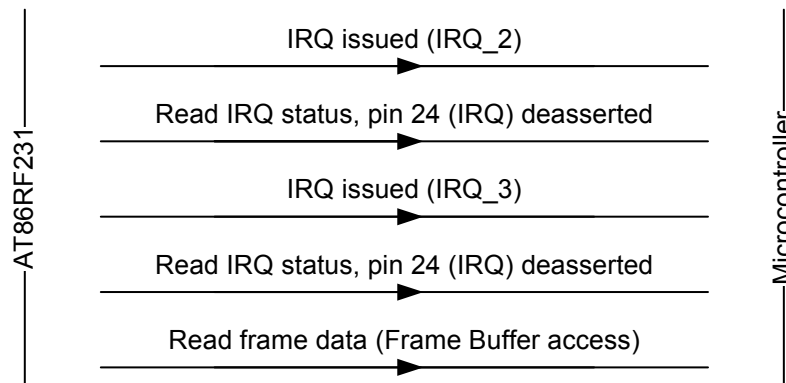 IRQ issued (IRQ_2)
Read IRQ status, pin 24 (IRQ) deasserted
IRQ issued (IRQ_3)
Read IRQ status, pin 24 (IRQ) deasserted
Read frame data (Frame Buffer access)
AT86RF231
Microcontroller